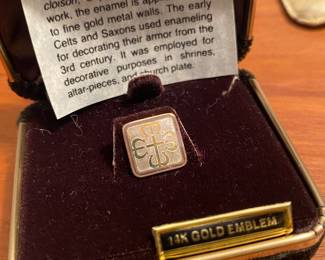 cloison,
work, the enamel is
to fine gold metal walls. The early
Celts and Saxons used enameling
for decorating their armor from the
3rd century. It was employed for
decorative purposes in shrines,
altar-pieces, and church plate.
14K GOLD EMBLEM